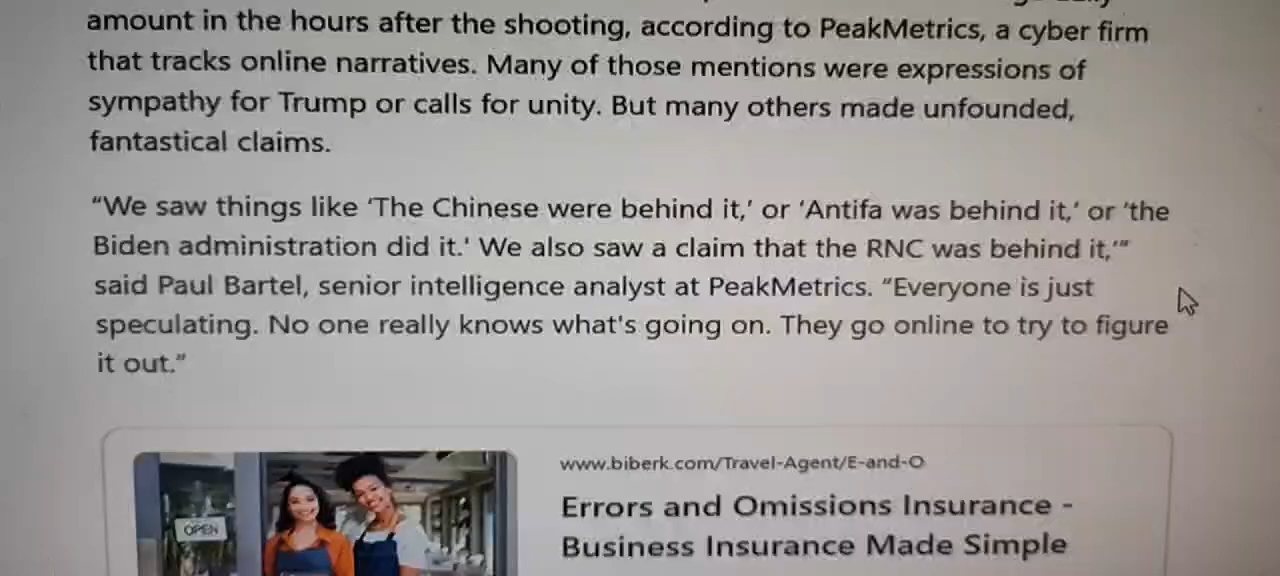 amount in the hours after the shooting, according to PeakMetrics, a cyber firm
that tracks online narratives. Many of those mentions were expressions of
sympathy for Trump or calls for unity. But many others made unfounded,
fantastical claims.
“We saw things like ‘The Chinese were behind it,’ or ‘Antifa was behind it,’ or ‘the
Biden administration did it.' We also saw a claim that the RNC was behind it,’”
said Paul Bartel, senior intelligence analyst at PeakMetrics. “Everyone is just
speculating. No one really knows what's going on. They go online to try to figure
it out.”
www.biberk.com/Travel-Agent/E-and-O
Errors and Omissions Insurance -
Business Insurance Made Simple
OPEN